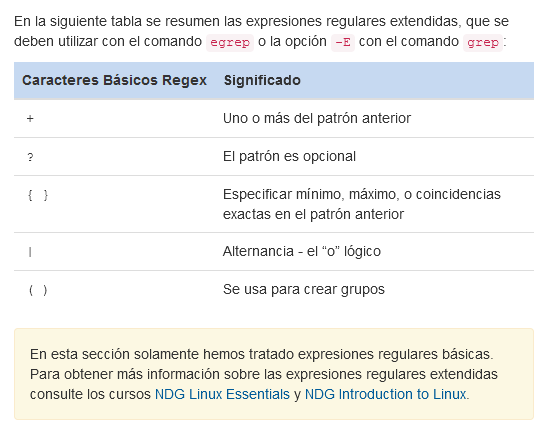 En la siguiente tabla se resumen las expresiones regulares extendidas, que se
deben utilizar con el comando egrep o la opción -E con el comando grep:
Caracteres Básicos Regex Significado
+ Uno o más del patrón anterior
? El patrón es opcional
{ } Especificar mínimo, máximo, o coincidencias
exactas en el patrón anterior
| Alternancia - el “o” lógico
( ) Se usa para crear grupos
En esta sección solamente hemos tratado expresiones regulares básicas.
Para obtener más información sobre las expresiones regulares extendidas
consulte los cursos NDG Linux Essentials y NDG Introduction to Linux.